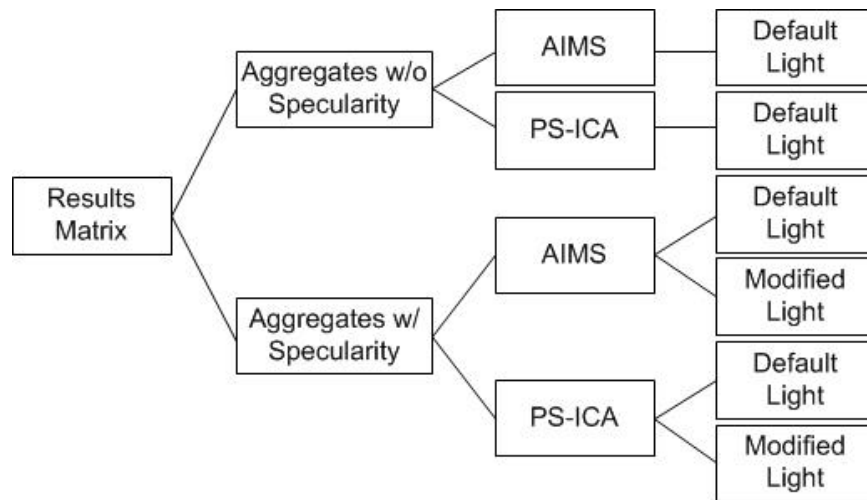 Results
Matrix
Aggregates w/o
Specularity
AIMS
Default
Light
PS-ICA
Default
Light
Aggregates w/
Specularity
AIMS
Default
Light
Modified
Light
PS-ICA
Default
Light
Modified
Light